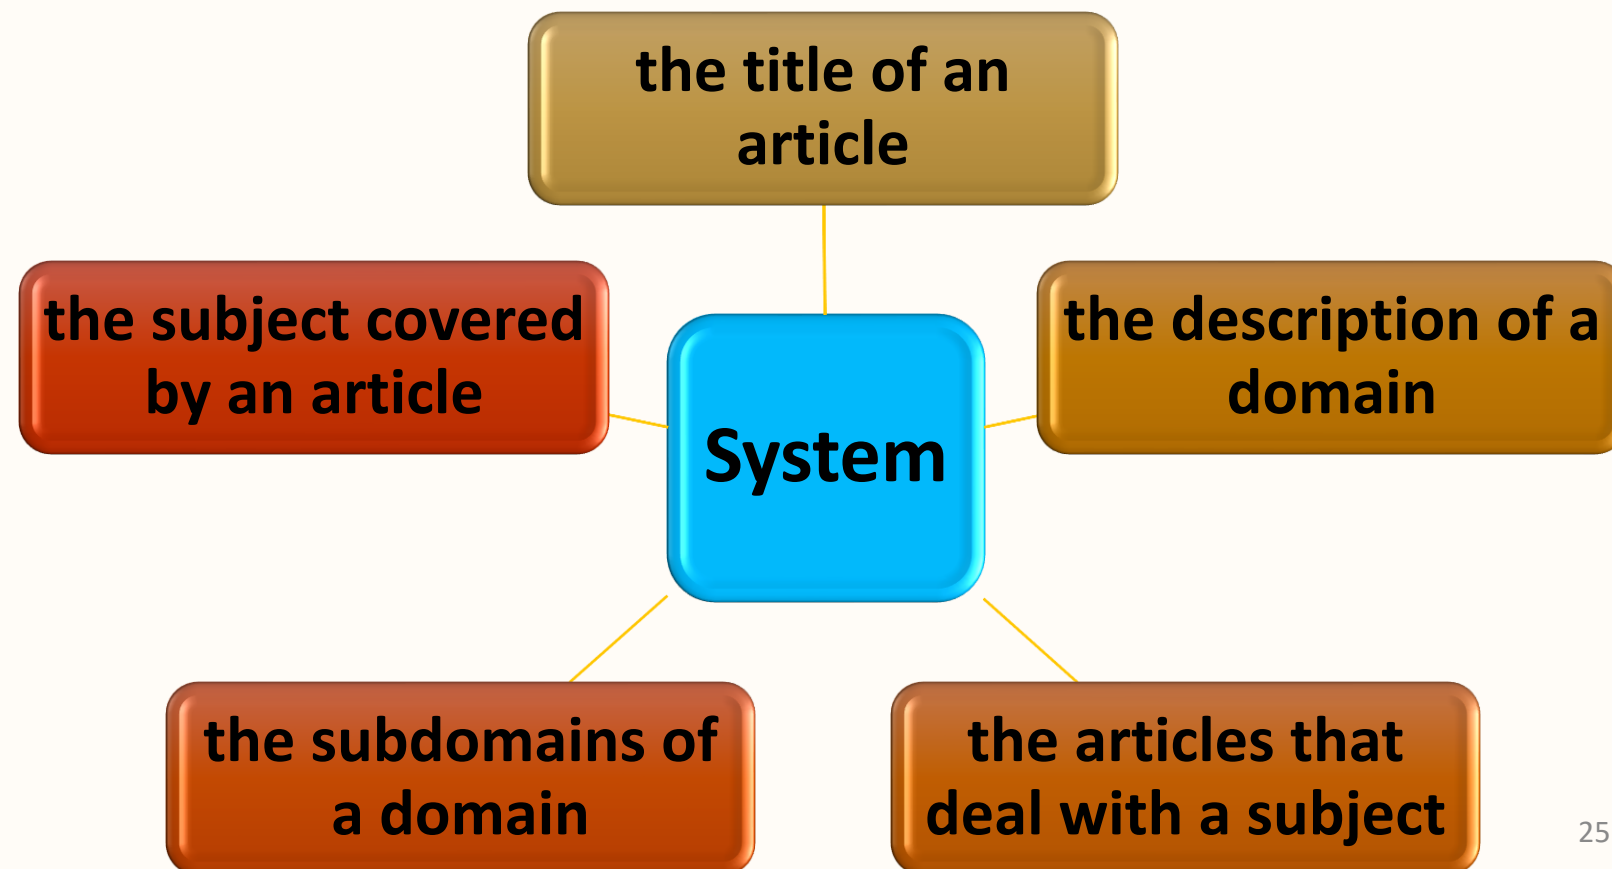 the title of an
article
the subject covered
by an article
the description of a
domain
System
the subdomains of
a domain
the articles that
deal with a subject
25